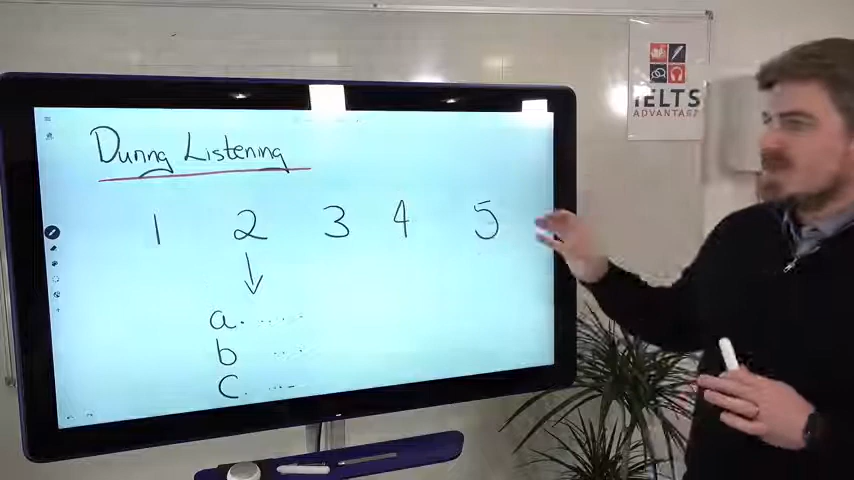 During Listening
1 2 3 4 5
a. .....
b ....
c. .....
IELTS
ADVANTAGE